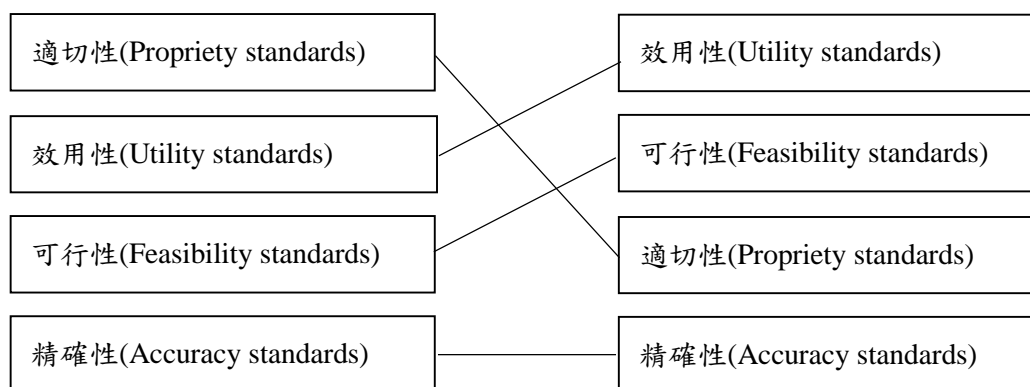 適切性(Propriety standards)
效用性(Utility standards)
可行性(Feasibility standards)
精確性(Accuracy standards)
效用性(Utility standards)
可行性(Feasibility standards)
適切性(Propriety standards)
精確性(Accuracy standards)